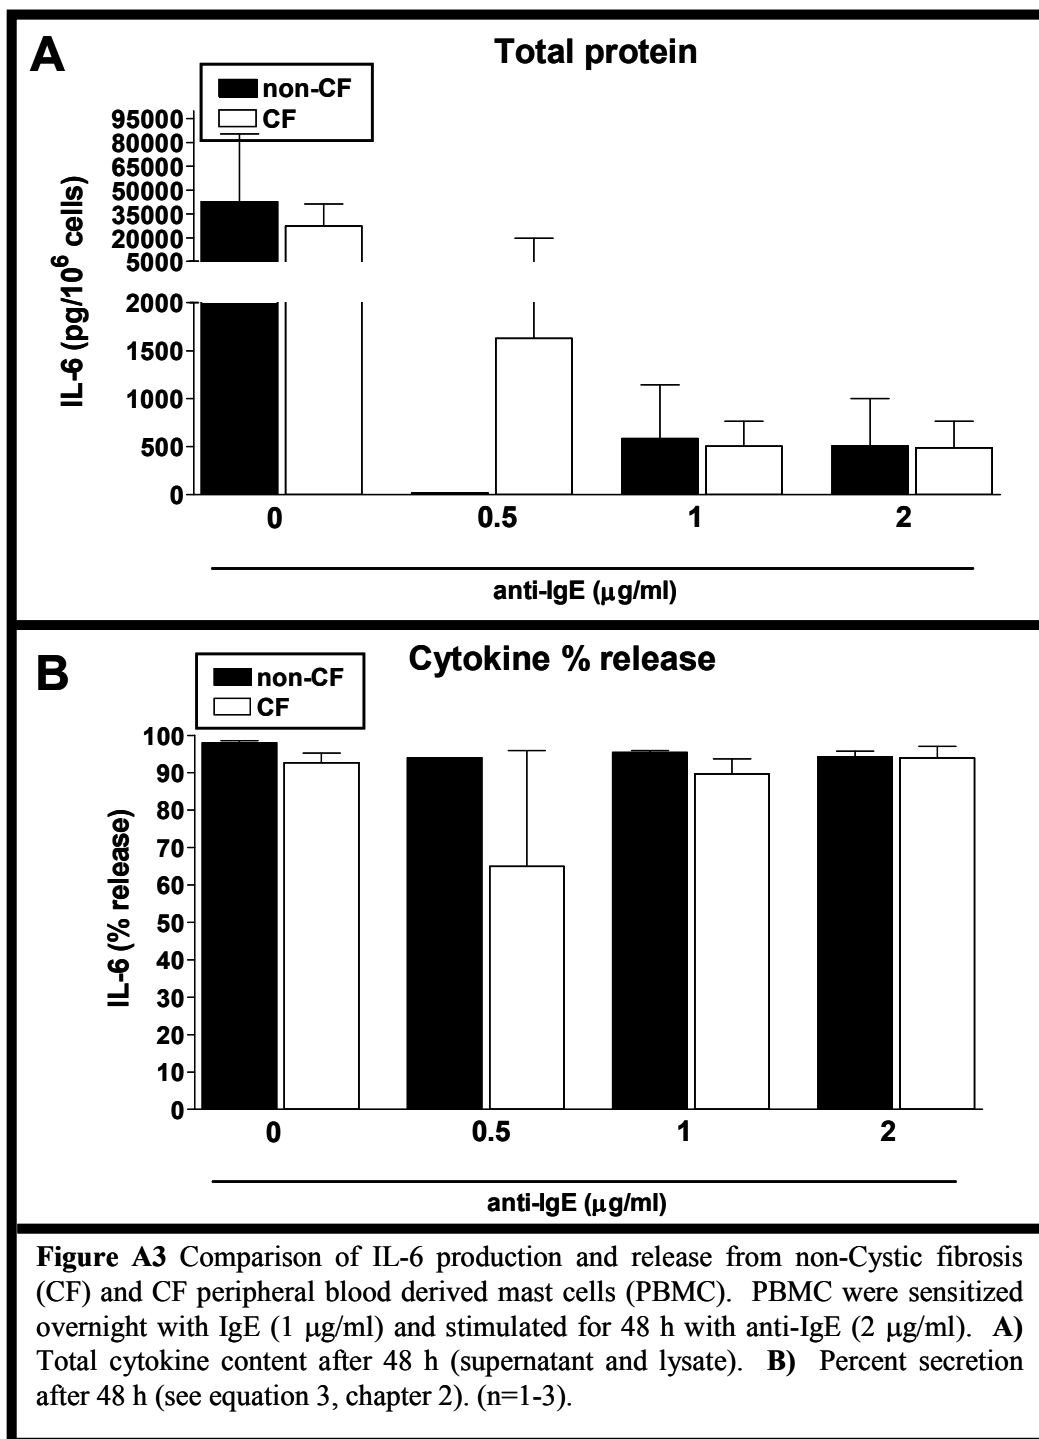 A
Total protein
non-CF
CF
95000
80000
65000
50000
35000
20000
5000
2000
1500
1000
500
0
IL-6 (pg/10⁶ cells)
0 0.5 1 2
anti-IgE (μg/ml)
B
Cytokine % release
non-CF
CF
100
90
80
70
60
50
40
30
20
10
0
IL-6 (% release)
0 0.5 1 2
anti-IgE (μg/ml)
Figure A3 Comparison of IL-6 production and release from non-Cystic fibrosis
(CF) and CF peripheral blood derived mast cells (PBMC). PBMC were sensitized
overnight with IgE (1 μg/ml) and stimulated for 48 h with anti-IgE (2 μg/ml). A)
Total cytokine content after 48 h (supernatant and lysate). B) Percent secretion
after 48 h (see equation 3, chapter 2). (n=1-3).